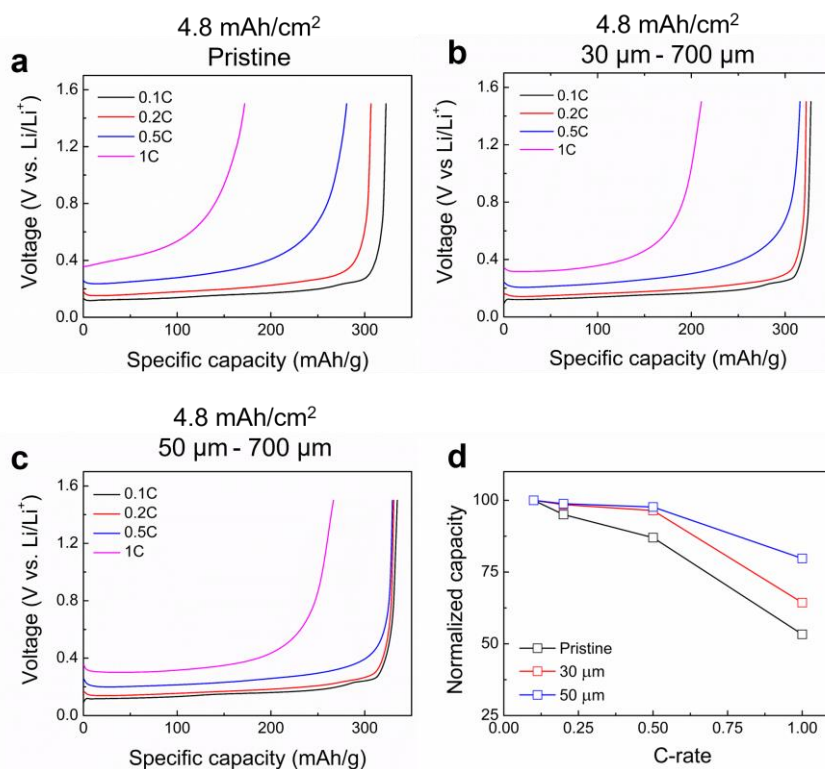 4.8 mAh/cm²
Pristine
a
1.6
1.2
0.8
0.4
0.0
Voltage (V vs. Li/Li⁺)
0.1C
0.2C
0.5C
1C
0
100
200
300
Specific capacity (mAh/g)
4.8 mAh/cm²
30 µm - 700 µm
b
1.6
1.2
0.8
0.4
0.0
Voltage (V vs Li/Li⁺)
0.1C
0.2C
0.5C
1C
0
100
200
300
Specific capacity (mAh/g)
4.8 mAh/cm²
50 µm - 700 µm
c
1.6
1.2
0.8
0.4
0.0
Voltage (V vs. Li/Li⁺)
0.1C
0.2C
0.5C
1C
0
100
200
300
Specific capacity (mAh/g)
d
100
75
50
25
Normalized capacity
Pristine
30 µm
50 µm
0.00
0.25
0.50
0.75
1.00
C-rate